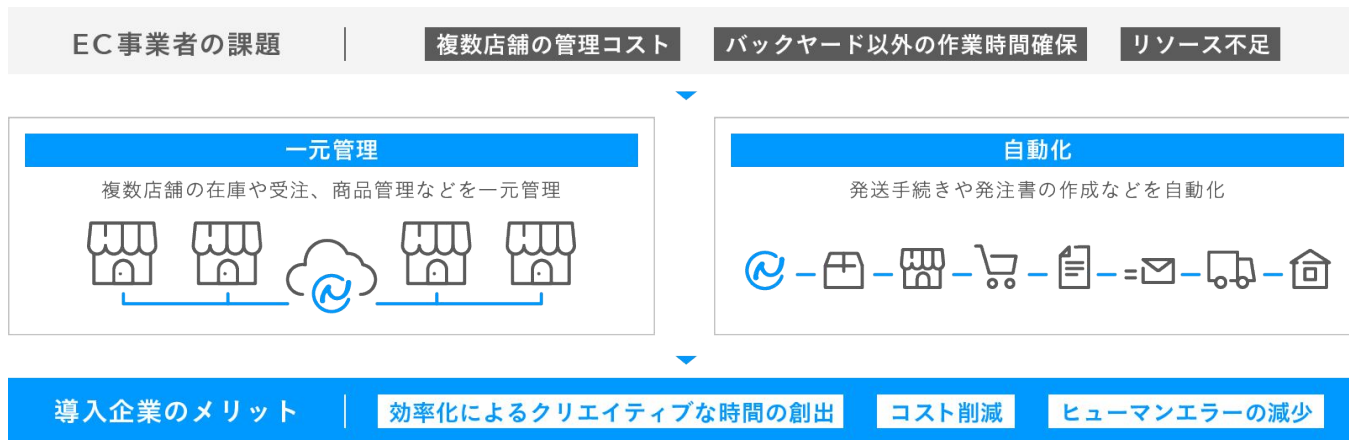 EC事業者の課題
複数店舗の管理コスト
バックヤード以外の作業時間確保
リソース不足
一元管理
複数店舗の在庫や受注、商品管理などを一元管理
自動化
発送手続きや発注書の作成などを自動化
導入企業のメリット
効率化によるクリエイティブな時間の創出
コスト削減
ヒューマンエラーの減少